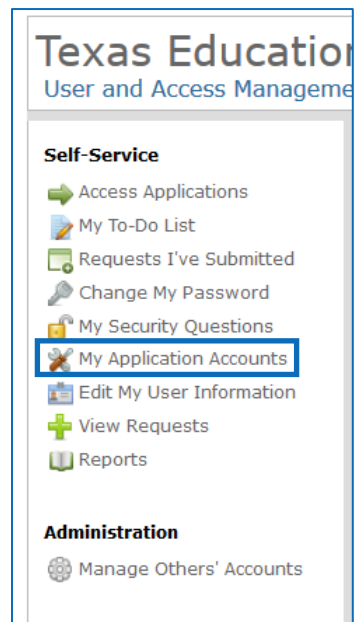 Texas Education
User and Access Manageme
Self-Service
Access Applications
My To-Do List
Requests I've Submitted
Change My Password
My Security Questions
My Application Accounts
Edit My User Information
View Requests
Reports
Administration
Manage Others' Accounts